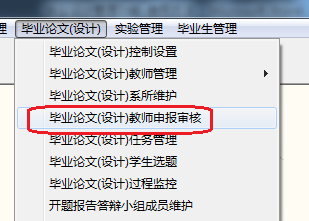 毕业论文(设计) 实验管理 毕业生管理
毕业论文(设计)控制设置
毕业论文(设计)教师管理
毕业论文(设计)系所维护
毕业论文(设计)教师申报审核
毕业论文(设计)任务管理
毕业论文(设计)学生选题
毕业论文(设计)过程监控
开题报告答辩小组成员维护